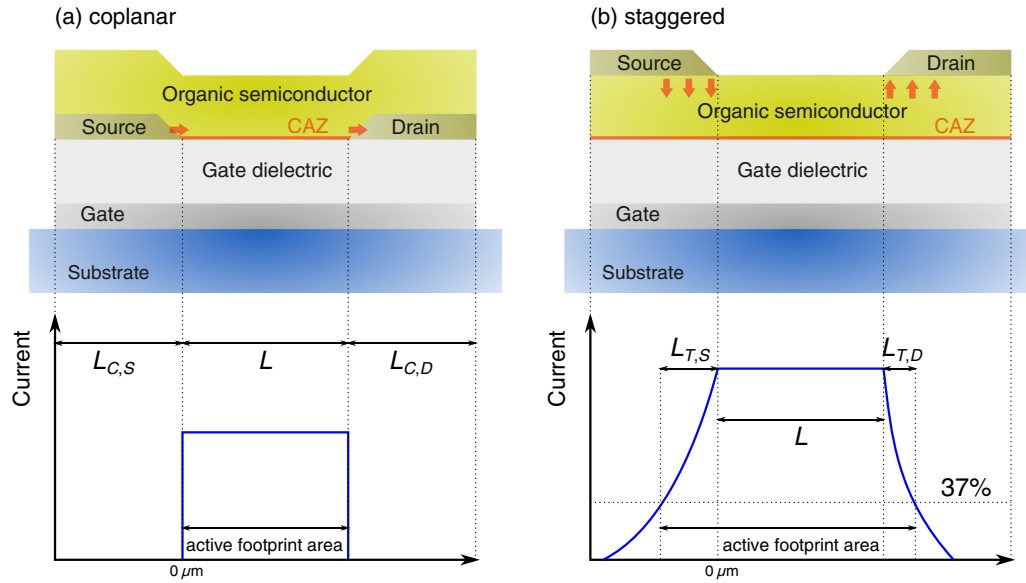 (a) coplanar
Organic semiconductor
Source
CAZ
Drain
Gate dielectric
Gate
Substrate
Current
L_{C,S}
L
L_{C,D}
active footprint area
0 μm
(b) staggered
Source
Drain
Organic semiconductor
CAZ
Gate dielectric
Gate
Substrate
Current
L_{T,S}
L_{T,D}
L
37%
active footprint area
0 μm